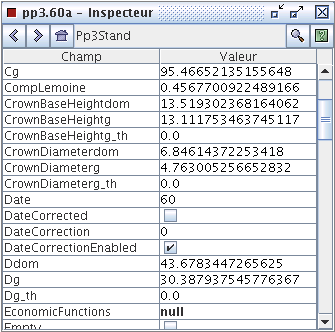 pp3.60a - Inspecteur
Pp3Stand
Champ Valeur
Cg 95.46652135155648
CompLemoine 0.4567700922489166
CrownBaseHeightdom 13.519302368164062
CrownBaseHeightg 13.111753463745117
CrownBaseHeightg_th 0.0
CrownDiameterdom 6.84614372253418
CrownDiameterg 4.763005256652832
CrownDiameterg_th 0.0
Date 60
DateCorrected
DateCorrection 0
DateCorrectionEnabled
Ddom 43.6783447265625
Dg 30.387937545776367
Dg_th 0.0
EconomicFunctions null
Empty